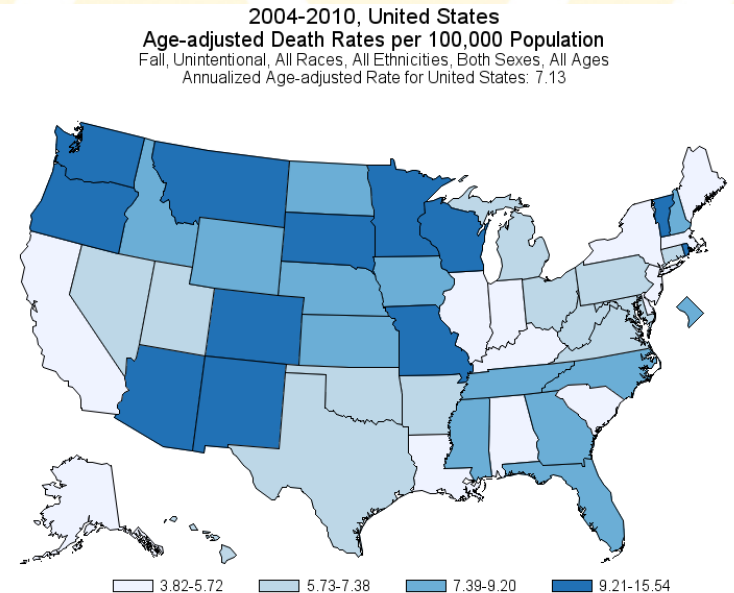 2004-2010, United States
Age-adjusted Death Rates per 100,000 Population
Fall, Unintentional, All Races, All Ethnicities, Both Sexes, All Ages
Annualized Age-adjusted Rate for United States: 7.13
3.82-5.72 5.73-7.38 7.39-9.20 9.21-15.54